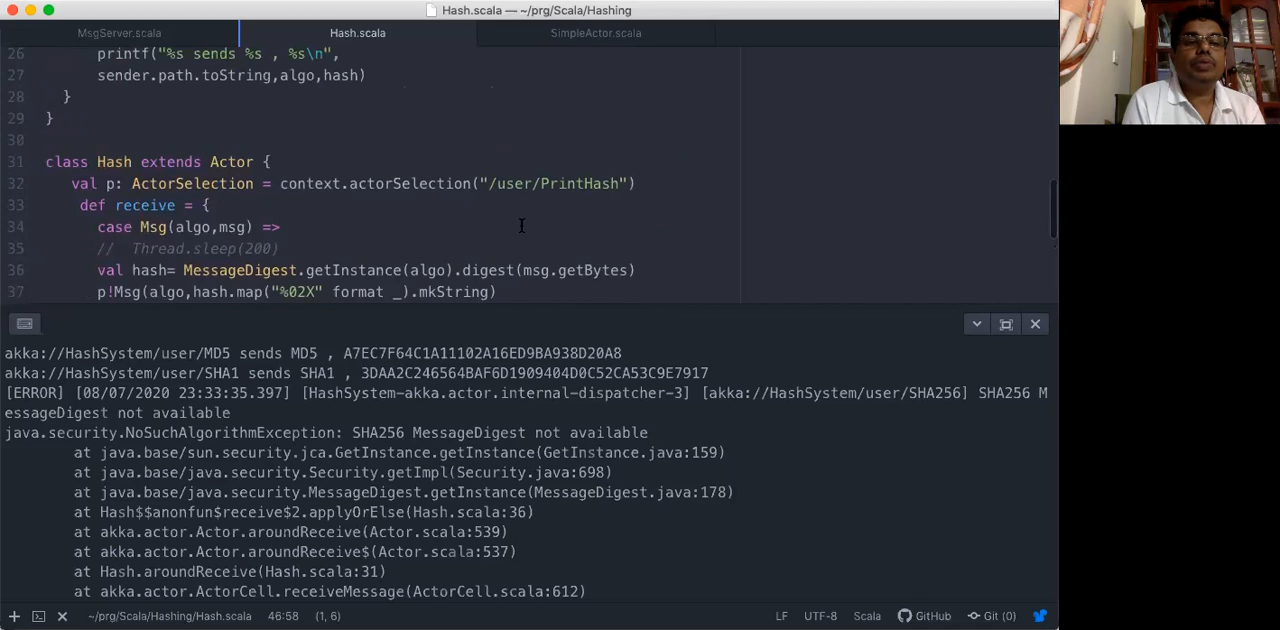 Hash.scala — ~/prg/Scala/Hashing
MsgServer.scala
Hash.scala
SimpleActor.scala
26 printf("%s sends %s , %s\n",
27 sender.path.toString,algo,hash)
28 }
29 }
30
31 class Hash extends Actor {
32 val p: ActorSelection = context.actorSelection("/user/PrintHash")
33 def receive = {
34 case Msg(algo,msg) =>
35 // Thread.sleep(200)
36 val hash= MessageDigest.getInstance(algo).digest(msg.getBytes)
37 p!Msg(algo,hash.map("%02X" format _).mkString)
akka://HashSystem/user/MD5 sends MD5 , A7EC7F64C1A11102A16ED9BA938D20A8
akka://HashSystem/user/SHA1 sends SHA1 , 3DAA2C246564BAF6D1909404D0C52CA53C9E7917
[ERROR] [08/07/2020 23:33:35.397] [HashSystem-akka.actor.internal-dispatcher-3] [akka://HashSystem/user/SHA256] SHA256 M
essageDigest not available
java.security.NoSuchAlgorithmException: SHA256 MessageDigest not available
at java.base/sun.security.jca.GetInstance.getInstance(GetInstance.java:159)
at java.base/java.security.Security.getImpl(Security.java:698)
at java.base/java.security.MessageDigest.getInstance(MessageDigest.java:178)
at Hash$$anonfun$receive$2.applyOrElse(Hash.scala:36)
at akka.actor.Actor.aroundReceive(Actor.scala:539)
at akka.actor.Actor.aroundReceive$(Actor.scala:537)
at Hash.aroundReceive(Hash.scala:31)
at akka.actor.ActorCell.receiveMessage(ActorCell.scala:612)
~/prg/Scala/Hashing/Hash.scala 46:58 (1, 6) LF UTF-8 Scala GitHub Git (0)